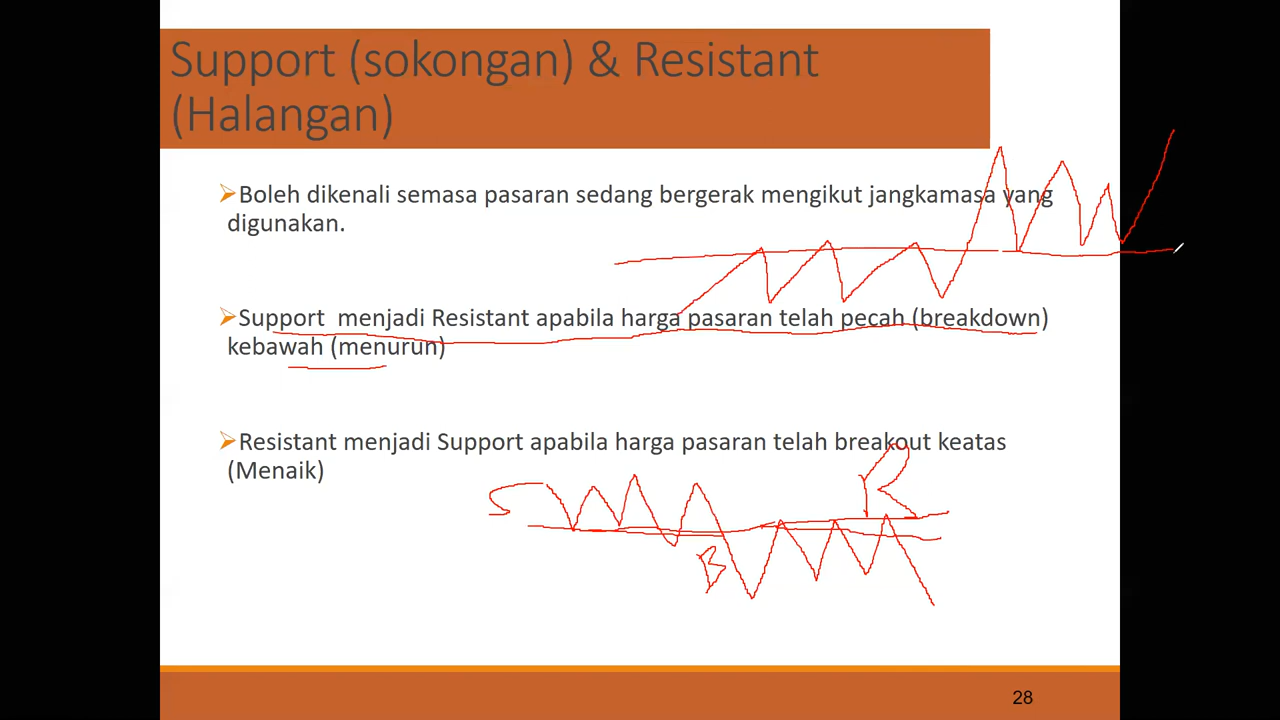 Support (sokongan) & Resistant
(Halangan)
Boleh dikenali semasa pasaran sedang bergerak mengikut jangkamasa yang
digunakan.
Support menjadi Resistant apabila harga pasaran telah pecah (breakdown)
kebawah (menurun)
Resistant menjadi Support apabila harga pasaran telah breakout keatas
(Menaik)
S
R
B
28